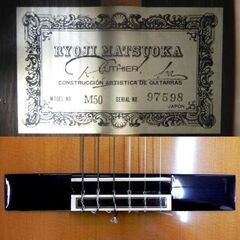 RYOJI MATSUOKA
LUTHIER
CONSTRUCCIÓN ARTISTICA DE GUITARRAS
MODEL NO. M50 SERIAL NO. 97598
JAPON